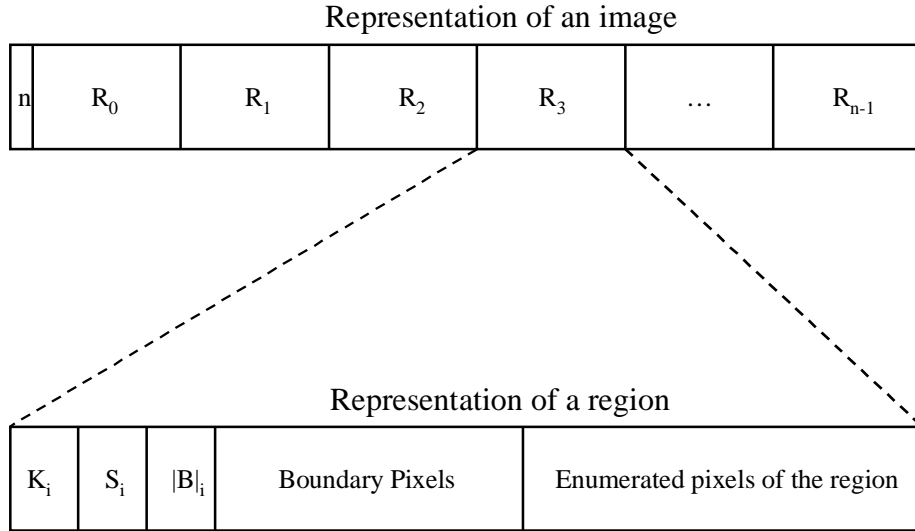 Representation of an image
n R₀ R₁ R₂ R₃ … Rₙ₋₁
Representation of a region
Kᵢ Sᵢ |B|ᵢ Boundary Pixels Enumerated pixels of the region